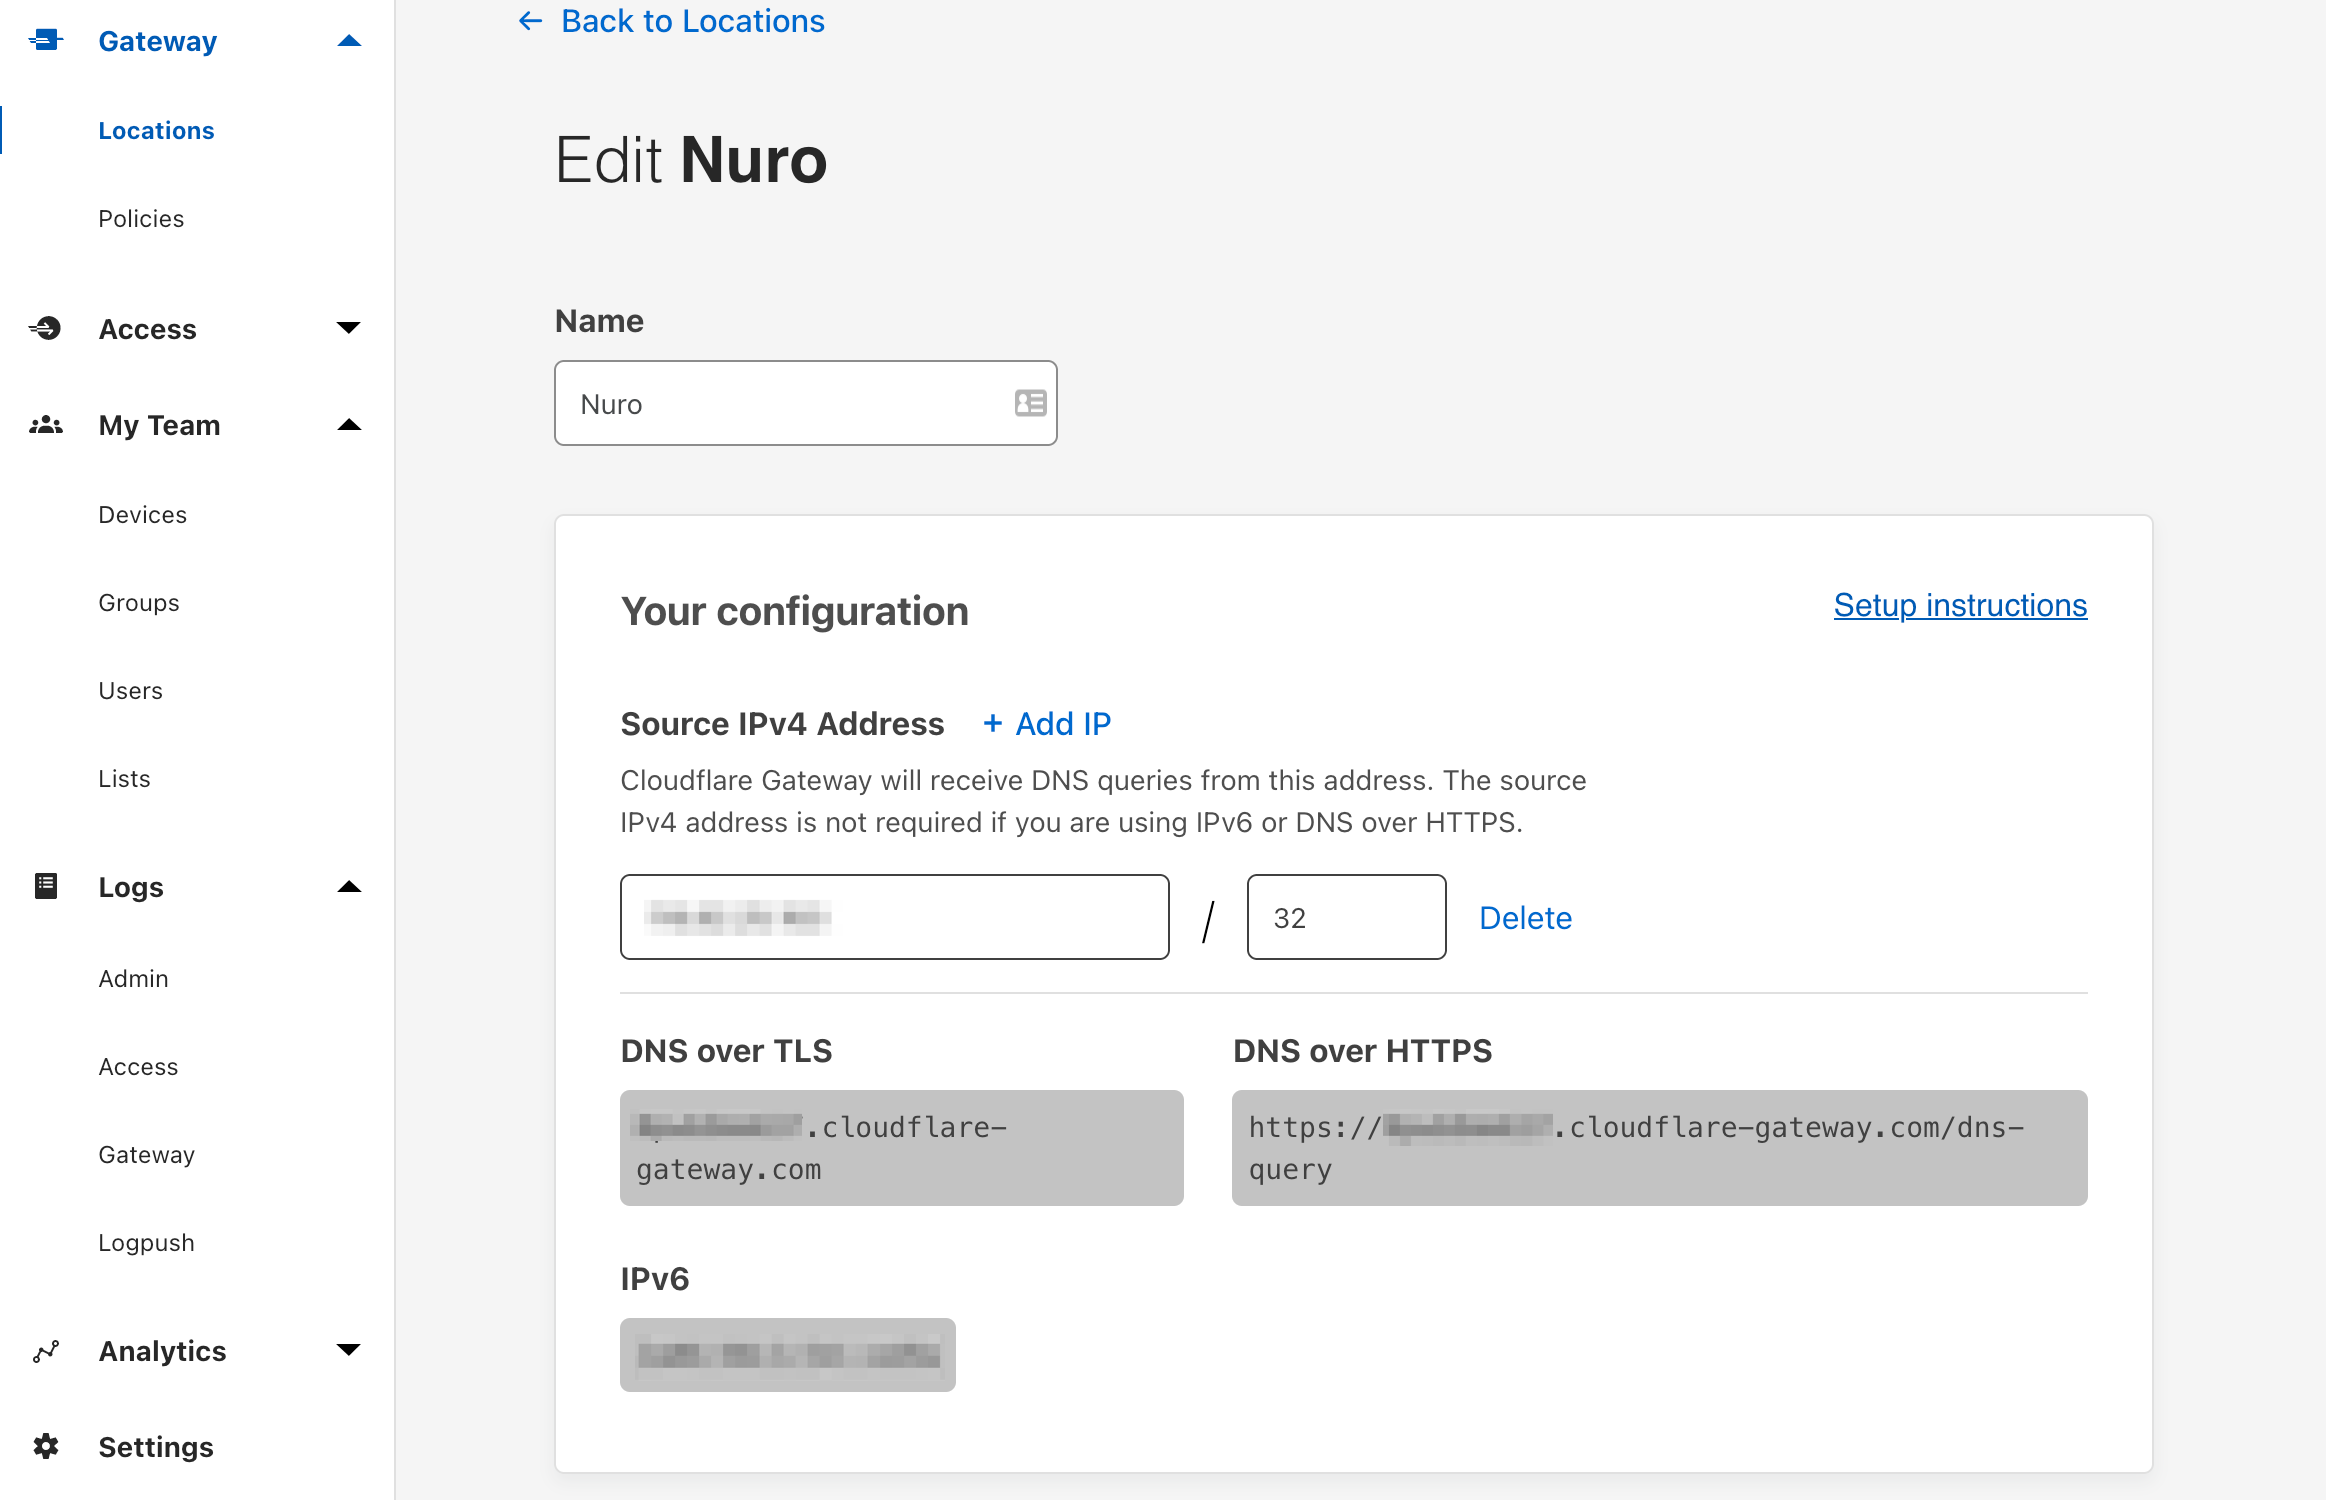 Gateway
Locations
Policies
Access
My Team
Devices
Groups
Users
Lists
Logs
Admin
Access
Gateway
Logpush
Analytics
Settings
← Back to Locations
Edit Nuro
Name
Nuro
Your configuration
Setup instructions
Source IPv4 Address + Add IP
Cloudflare Gateway will receive DNS queries from this address. The source
IPv4 address is not required if you are using IPv6 or DNS over HTTPS.
/ 32 Delete
DNS over TLS
.cloudflare-
gateway.com
DNS over HTTPS
https:// .cloudflare-gateway.com/dns-
query
IPv6